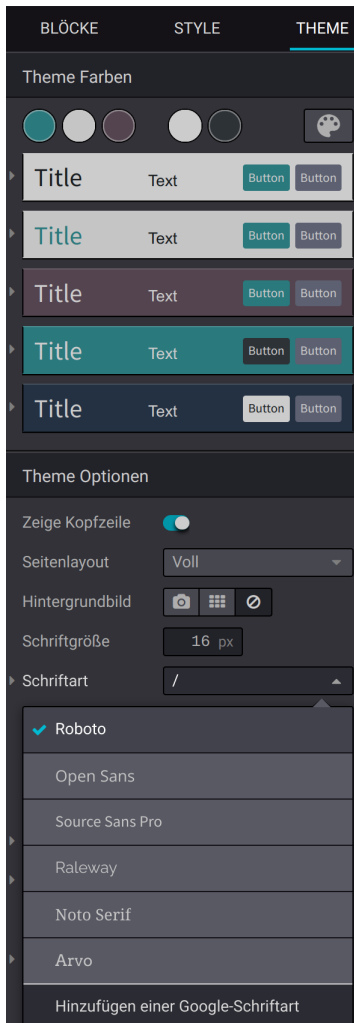 BLÖCKE STYLE THEME
Theme Farben
Title Text Button Button
Title Text Button Button
Title Text Button Button
Title Text Button Button
Title Text Button Button
Theme Optionen
Zeige Kopfzeile
Seitenlayout Voll
Hintergrundbild
Schriftgröße 16 px
Schriftart /
Roboto
Open Sans
Source Sans Pro
Raleway
Noto Serif
Arvo
Hinzufügen einer Google-Schriftart